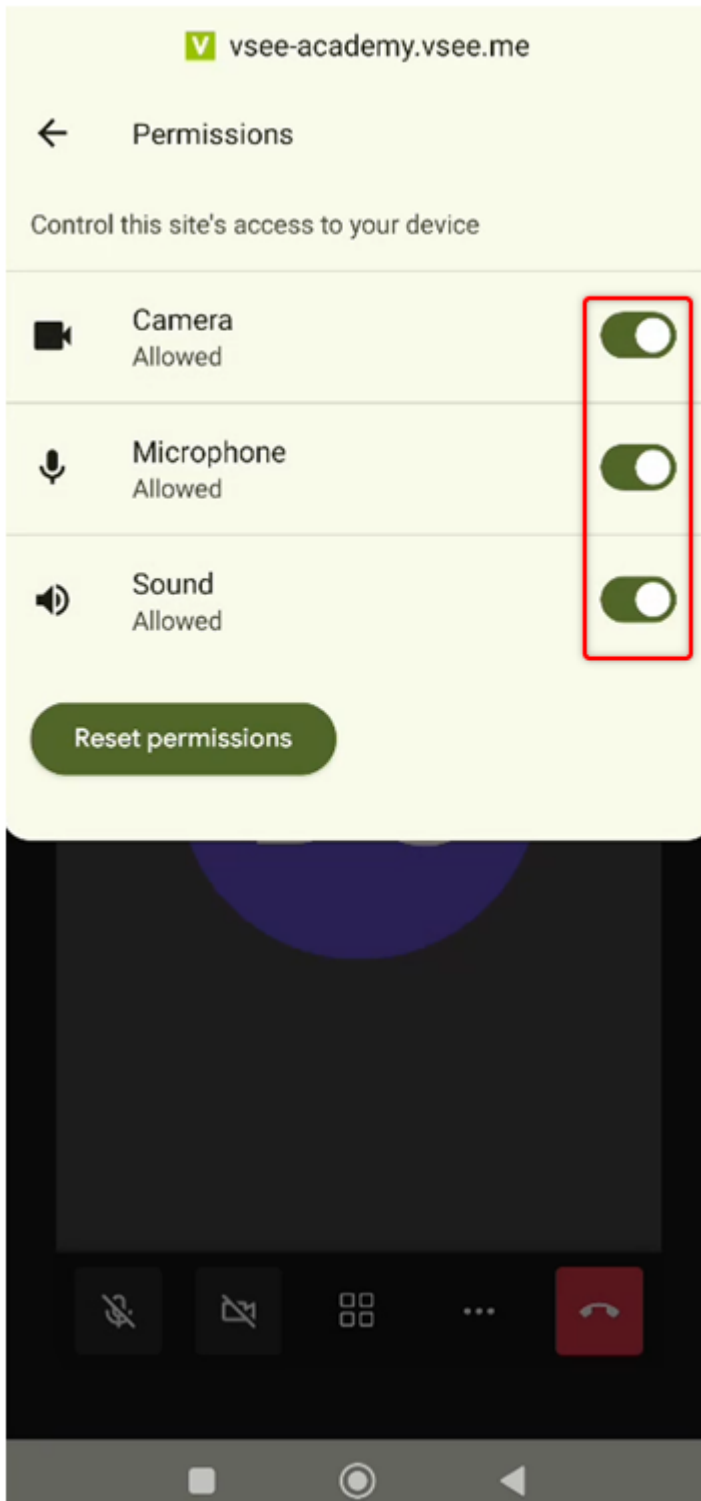 V vsee-academy.vsee.me
Permissions
Control this site's access to your device
Camera
Allowed
Microphone
Allowed
Sound
Allowed
Reset permissions